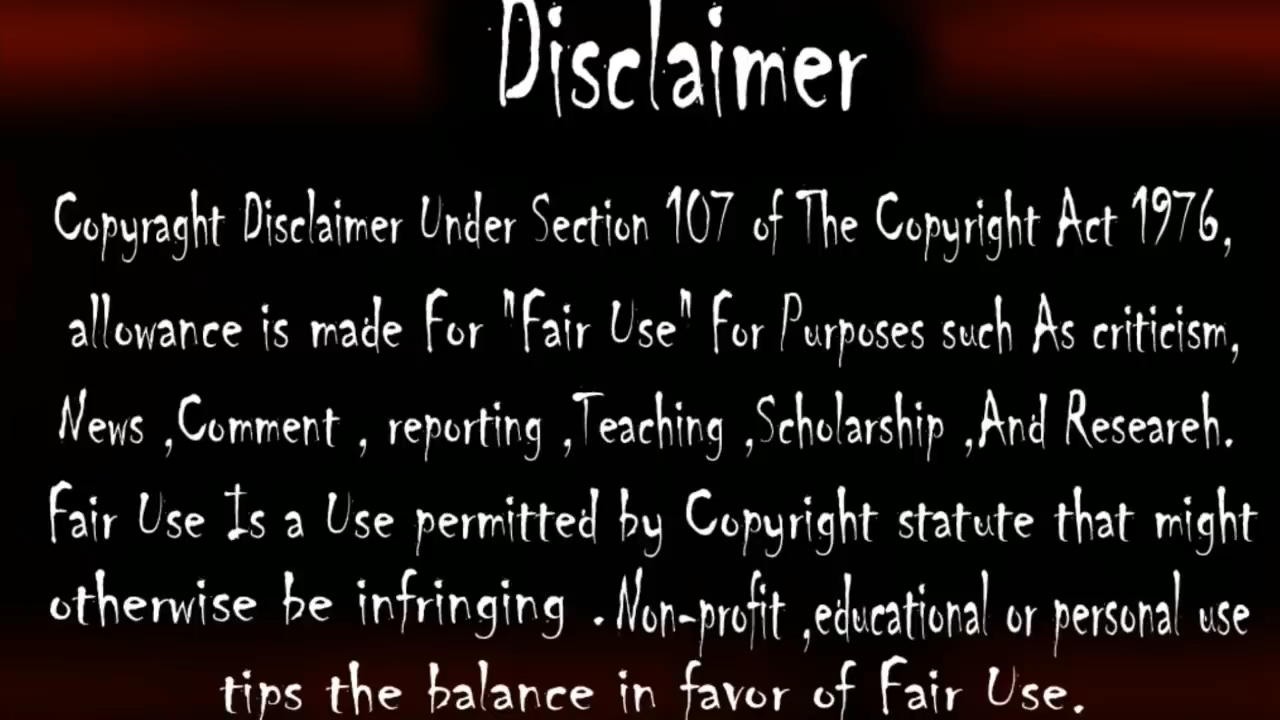 Disclaimer
Copyraght Disclaimer Under Section 107 of The Copyright Act 1976,
allowance is made For "Fair Use" For Purposes such As criticism,
News ,Comment , reporting ,Teaching ,Scholarship ,And Researeh.
Fair Use Is a Use permitted by Copyright statute that might
otherwise be infringing . Non-profit ,educational or personal use
tips the balance in favor of Fair Use.